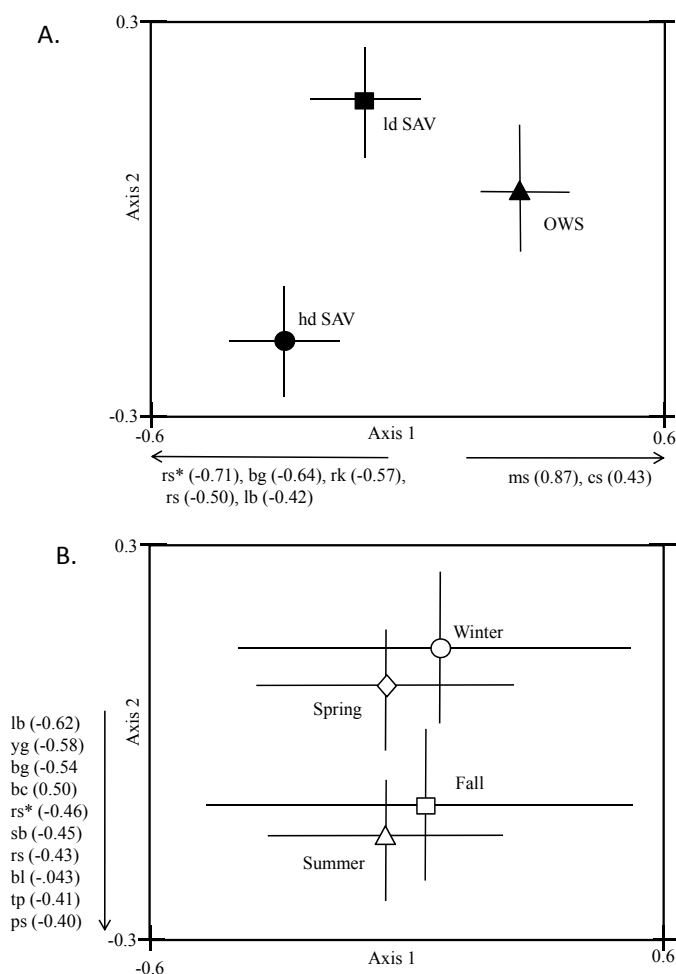 A.
0.3
ld SAV
Axis 2
OWS
hd SAV
-0.3
-0.6
Axis 1
0.6
rs* (-0.71), bg (-0.64), rk (-0.57),
rs (-0.50), lb (-0.42)
ms (0.87), cs (0.43)
B.
0.3
Winter
Axis 2
Spring
lb (-0.62)
yg (-0.58)
bg (-0.54
bc (0.50)
rs* (-0.46)
sb (-0.45)
rs (-0.43)
bl (-.043)
tp (-0.41)
ps (-0.40)
Fall
Summer
-0.3
-0.6
Axis 1
0.6